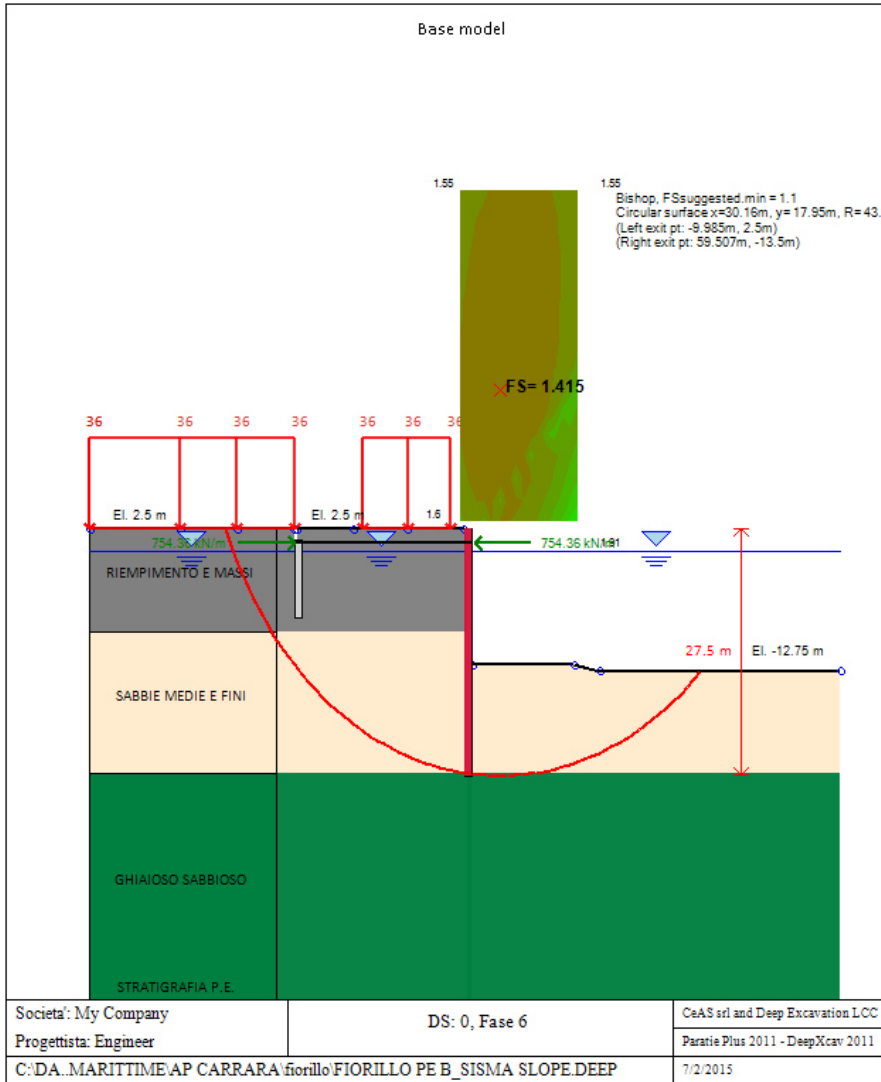 Base model
1.55
1.55
Bishop, FSsuggested.min = 1.1
Circular surface x=30.16m, y= 17.95m, R= 43.
(Left exit pt: -9.985m, 2.5m)
(Right exit pt: 59.507m, -13.5m)
FS= 1.415
36 36 36 36 36 36 36
El. 2.5 m El. 2.5 m 1.6
754.36 kN/m 754.36 kN/m
RIEMPIMENTO E MASSI
27.5 m El. -12.75 m
SABBIE MEDIE E FINI
GHIAIOSO SABBIOSO
STRATIGRAFIA P.E.
Societa': My Company
Progettista: Engineer
DS: 0, Fase 6
CeAS srl and Deep Excavation LCC
Paratie Plus 2011 - DeepXcav 2011
C:\DA..MARITTIME\AP CARRARA\fiorillo\FIORILLO PE B_SISMA SLOPE.DEEP
7/2/2015